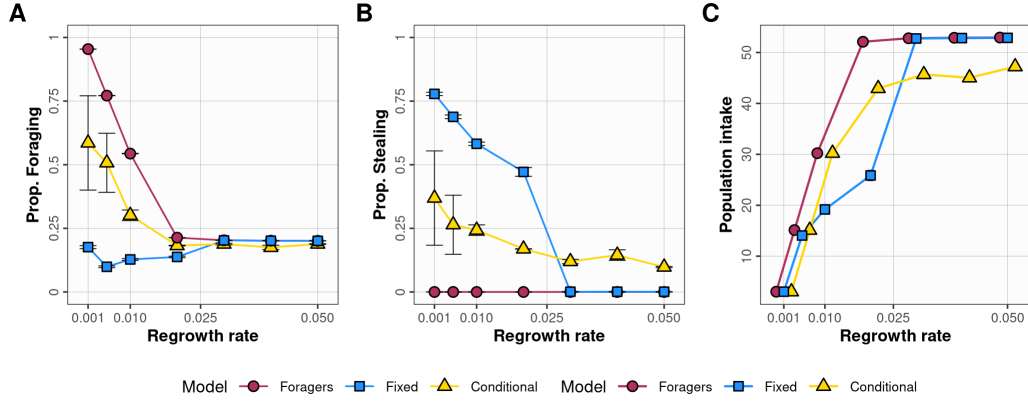 A
B
C
Prop. Foraging
1
0.75
0.5
0.25
0
0.001
0.010
0.025
0.050
Regrowth rate
Prop. Stealing
1
0.75
0.5
0.25
0
0.001
0.010
0.025
0.050
Regrowth rate
Population intake
50
40
30
20
10
0.001
0.010
0.025
0.050
Regrowth rate
Model Foragers Fixed Conditional Model Foragers Fixed Conditional